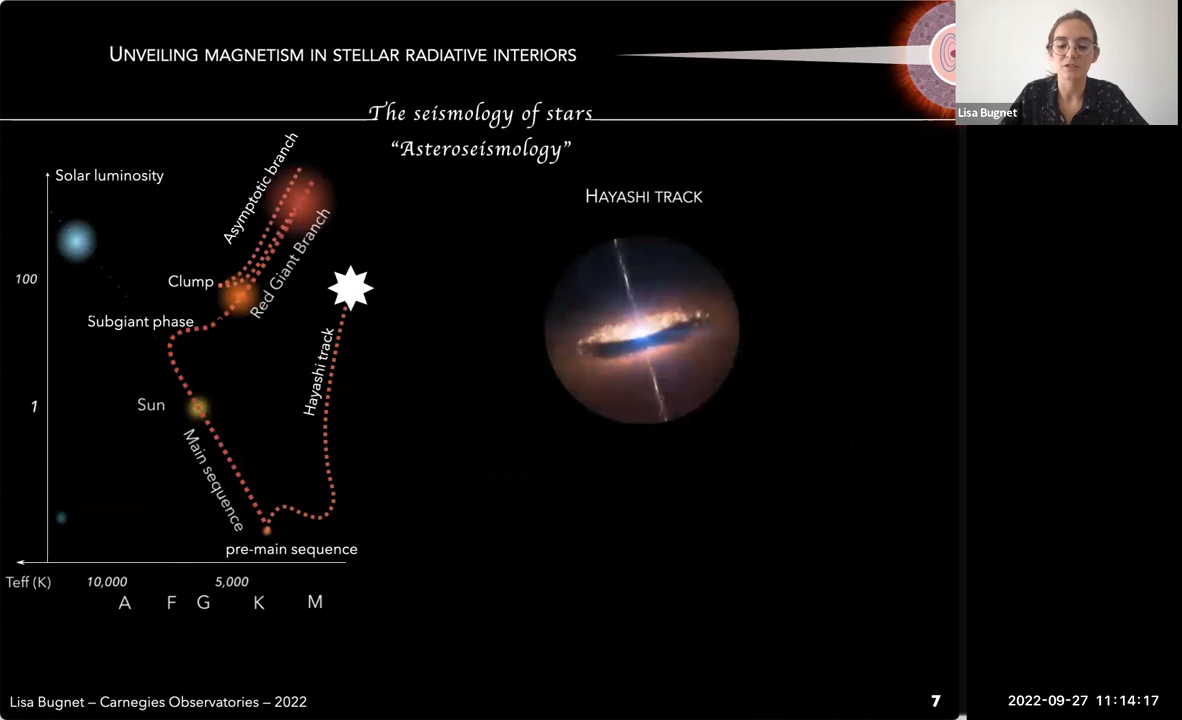 UNVEILING MAGNETISM IN STELLAR RADIATIVE INTERIORS
Lisa Bugnet
The seismology of stars
“Asteroseismology”
Solar luminosity
Asymptotic branch
HAYASHI TRACK
Red Giant Branch
100
Clump
Subgiant phase
Hayashi track
1
Sun
Main sequence
pre-main sequence
Teff (K)
10,000
5,000
A F G K M
Lisa Bugnet – Carnegies Observatories – 2022
7
2022-09-27 11:14:17